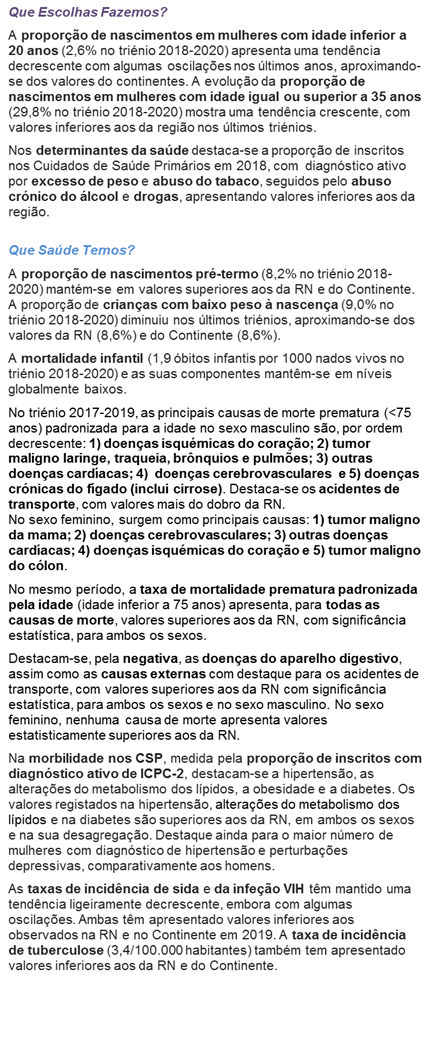 Que Escolhas Fazemos?
A proporção de nascimentos em mulheres com idade inferior a
20 anos (2,6% no triénio 2018-2020) apresenta uma tendência
decrescente com algumas oscilações nos últimos anos, aproximando-
se dos valores do continentes. A evolução da proporção de
nascimentos em mulheres com idade igual ou superior a 35 anos
(29,8% no triénio 2018-2020) mostra uma tendência crescente, com
valores inferiores aos da região nos últimos triénios.
Nos determinantes da saúde destaca-se a proporção de inscritos
nos Cuidados de Saúde Primários em 2018, com diagnóstico ativo
por excesso de peso e abuso do tabaco, seguidos pelo abuso
crónico do álcool e drogas, apresentando valores inferiores aos da
região.
Que Saúde Temos?
A proporção de nascimentos pré-termo (8,2% no triénio 2018-
2020) mantém-se em valores superiores aos da RN e do Continente.
A proporção de crianças com baixo peso à nascença (9,0% no
triénio 2018-2020) diminuiu nos últimos triénios, aproximando-se dos
valores da RN (8,6%) e do Continente (8,6%).
A mortalidade infantil (1,9 óbitos infantis por 1000 nados vivos no
triénio 2018-2020) e as suas componentes mantêm-se em níveis
globalmente baixos.
No triénio 2017-2019, as principais causas de morte prematura (<75
anos) padronizada para a idade no sexo masculino são, por ordem
decrescente: 1) doenças isquémicas do coração; 2) tumor
maligno laringe, traqueia, brônquios e pulmões; 3) outras
doenças cardíacas; 4) doenças cerebrovasculares e 5) doenças
crónicas do fígado (inclui cirrose). Destaca-se os acidentes de
transporte, com valores mais do dobro da RN.
No sexo feminino, surgem como principais causas: 1) tumor maligno
da mama; 2) doenças cerebrovasculares; 3) outras doenças
cardíacas; 4) doenças isquémicas do coração e 5) tumor maligno
do cólon.
No mesmo período, a taxa de mortalidade prematura padronizada
pela idade (idade inferior a 75 anos) apresenta, para todas as
causas de morte, valores superiores aos da RN, com significância
estatística, para ambos os sexos.
Destacam-se, pela negativa, as doenças do aparelho digestivo,
assim como as causas externas com destaque para os acidentes de
transporte, com valores superiores aos da RN com significância
estatística, para ambos os sexos e no sexo masculino. No sexo
feminino, nenhuma causa de morte apresenta valores
estatisticamente superiores aos da RN.
Na morbilidade nos CSP, medida pela proporção de inscritos com
diagnóstico ativo de ICPC-2, destacam-se a hipertensão, as
alterações do metabolismo dos lípidos, a obesidade e a diabetes. Os
valores registados na hipertensão, alterações do metabolismo dos
lípidos e na diabetes são superiores aos da RN, em ambos os sexos
e na sua desagregação. Destaque ainda para o maior número de
mulheres com diagnóstico de hipertensão e perturbações
depressivas, comparativamente aos homens.
As taxas de incidência de sida e da infeção VIH têm mantido uma
tendência ligeiramente decrescente, embora com algumas
oscilações. Ambas têm apresentado valores inferiores aos
observados na RN e no Continente em 2019. A taxa de incidência
de tuberculose (3,4/100.000 habitantes) também tem apresentado
valores inferiores aos da RN e do Continente.